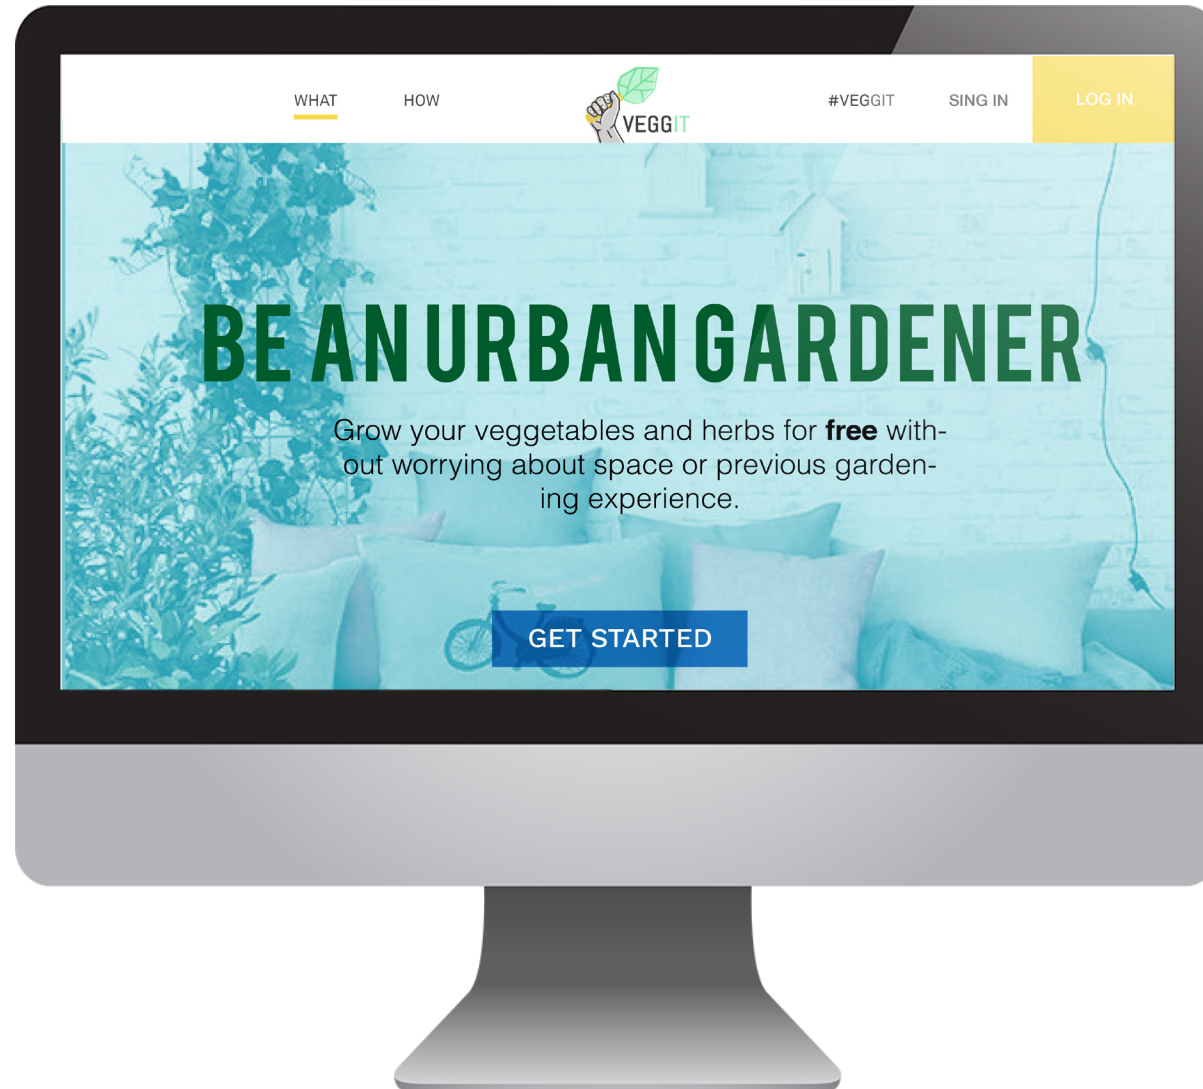 WHAT
HOW
VEGGIT
#VEGGIT
SING IN
LOG IN
BE AN URBAN GARDENER
Grow your veggetables and herbs for free with-
out worrying about space or previous garden-
ing experience.
GET STARTED